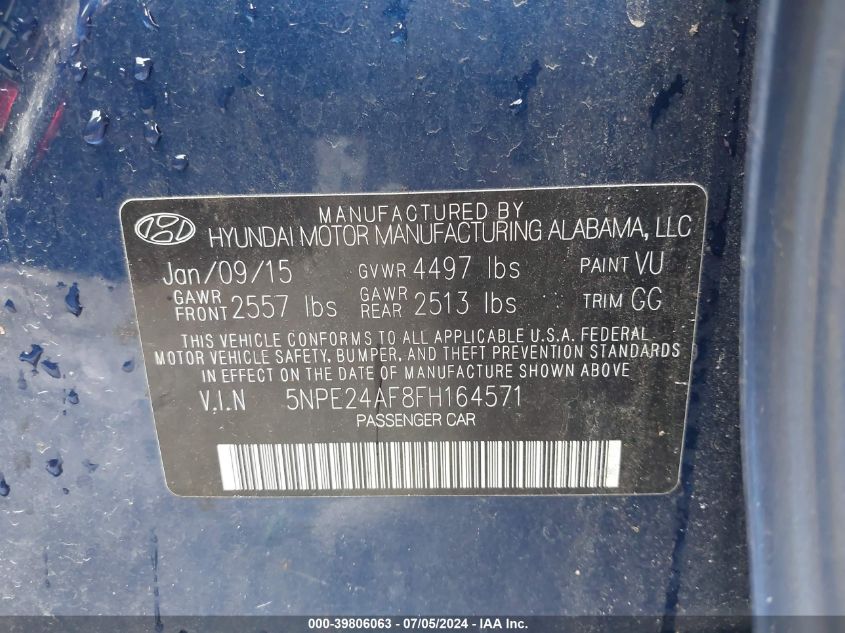 MANUFACTURED BY
HYUNDAI MOTOR MANUFACTURING ALABAMA, LLC
Jan/09/15 GVWR 4497 lbs PAINT VU
GAWR FRONT 2557 lbs GAWR REAR 2513 lbs TRIM GG
THIS VEHICLE CONFORMS TO ALL APPLICABLE U.S.A. FEDERAL
MOTOR VEHICLE SAFETY, BUMPER, AND THEFT PREVENTION STANDARDS
IN EFFECT ON THE DATE OF MANUFACTURE SHOWN ABOVE
V.I.N 5NPE24AF8FH164571
PASSENGER CAR
000-39806063 - 07/05/2024 - IAA Inc.